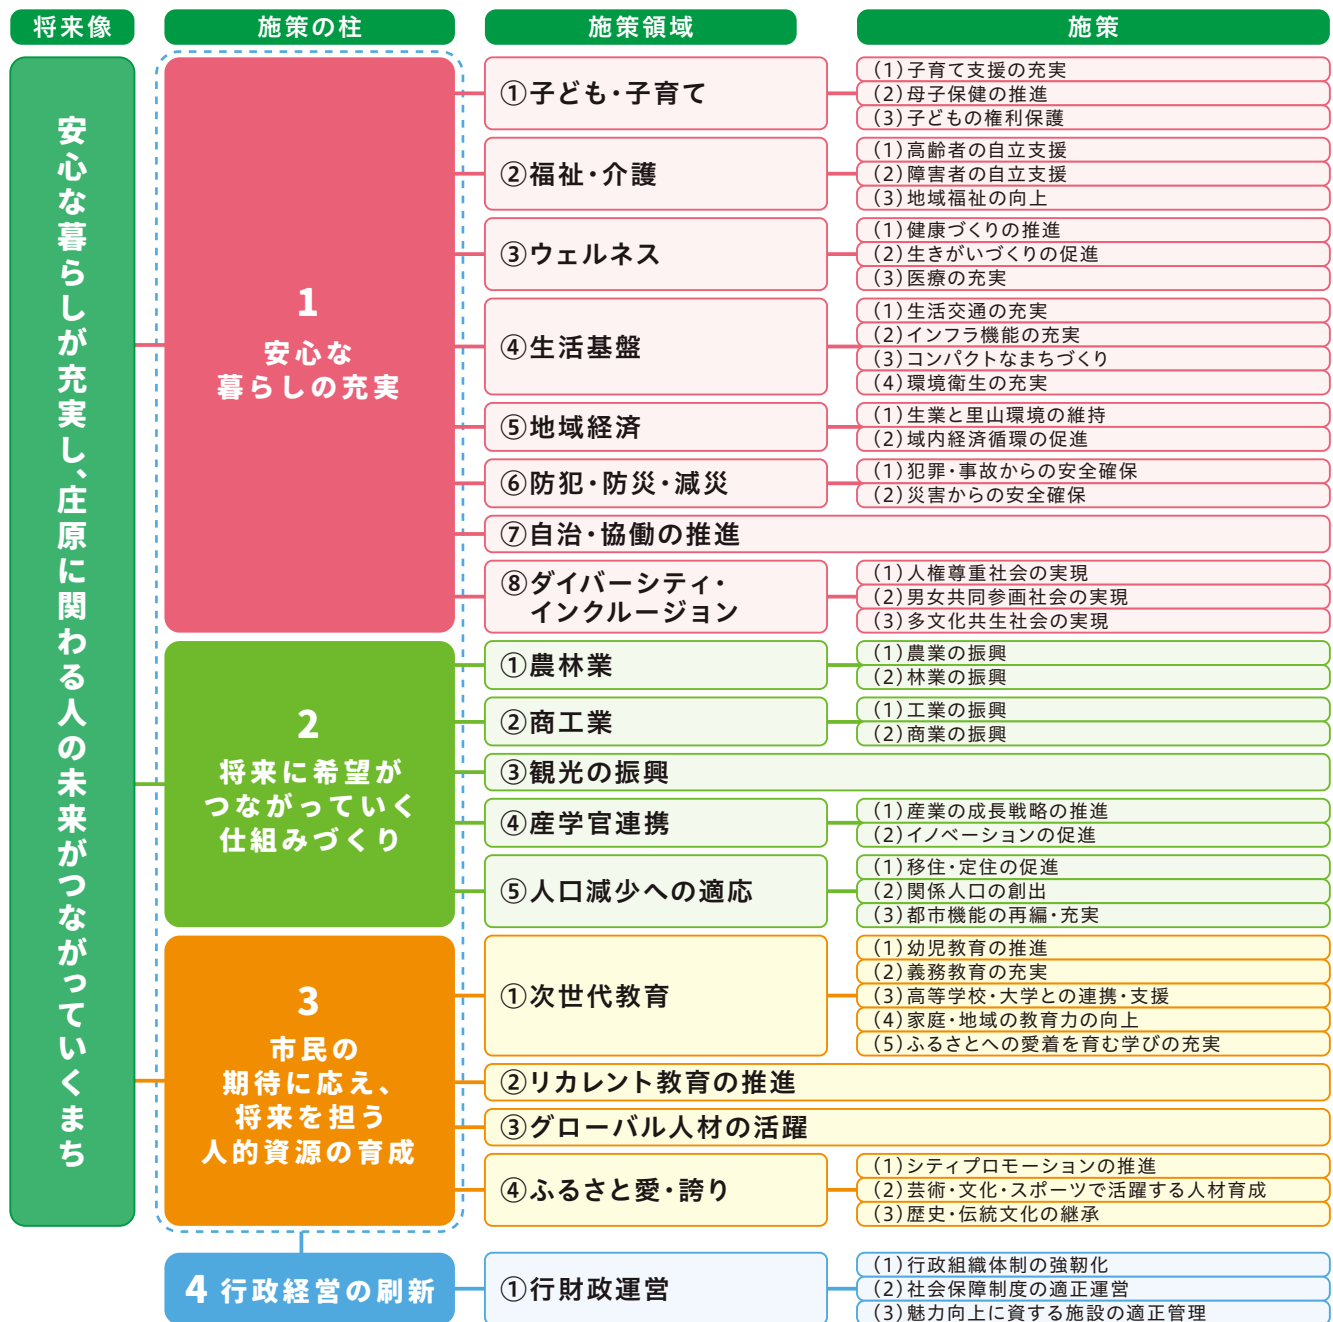 将来像
施策の柱
施策領域
施策
安心な暮らしが充実し、庄原に関わる人の未来がつながっていくまち
1
安心な
暮らしの充実
①子ども・子育て
(1)子育て支援の充実
(2)母子保健の推進
(3)子どもの権利保護
②福祉・介護
(1)高齢者の自立支援
(2)障害者の自立支援
(3)地域福祉の向上
③ウェルネス
(1)健康づくりの推進
(2)生きがいづくりの促進
(3)医療の充実
④生活基盤
(1)生活交通の充実
(2)インフラ機能の充実
(3)コンパクトなまちづくり
(4)環境衛生の充実
⑤地域経済
(1)生業と里山環境の維持
(2)域内経済循環の促進
⑥防犯・防災・減災
(1)犯罪・事故からの安全確保
(2)災害からの安全確保
⑦自治・協働の推進
⑧ダイバーシティ・
インクルージョン
(1)人権尊重社会の実現
(2)男女共同参画社会の実現
(3)多文化共生社会の実現
2
将来に希望が
つながっていく
仕組みづくり
①農林業
(1)農業の振興
(2)林業の振興
②商工業
(1)工業の振興
(2)商業の振興
③観光の振興
④産学官連携
(1)産業の成長戦略の推進
(2)イノベーションの促進
⑤人口減少への適応
(1)移住・定住の促進
(2)関係人口の創出
(3)都市機能の再編・充実
3
市民の
期待に応え、
将来を担う
人的資源の育成
①次世代教育
(1)幼児教育の推進
(2)義務教育の充実
(3)高等学校・大学との連携・支援
(4)家庭・地域の教育力の向上
(5)ふるさとへの愛着を育む学びの充実
②リカレント教育の推進
③グローバル人材の活躍
④ふるさと愛・誇り
(1)シティプロモーションの推進
(2)芸術・文化・スポーツで活躍する人材育成
(3)歴史・伝統文化の継承
4 行政経営の刷新
①行財政運営
(1)行政組織体制の強靭化
(2)社会保障制度の適正運営
(3)魅力向上に資する施設の適正管理